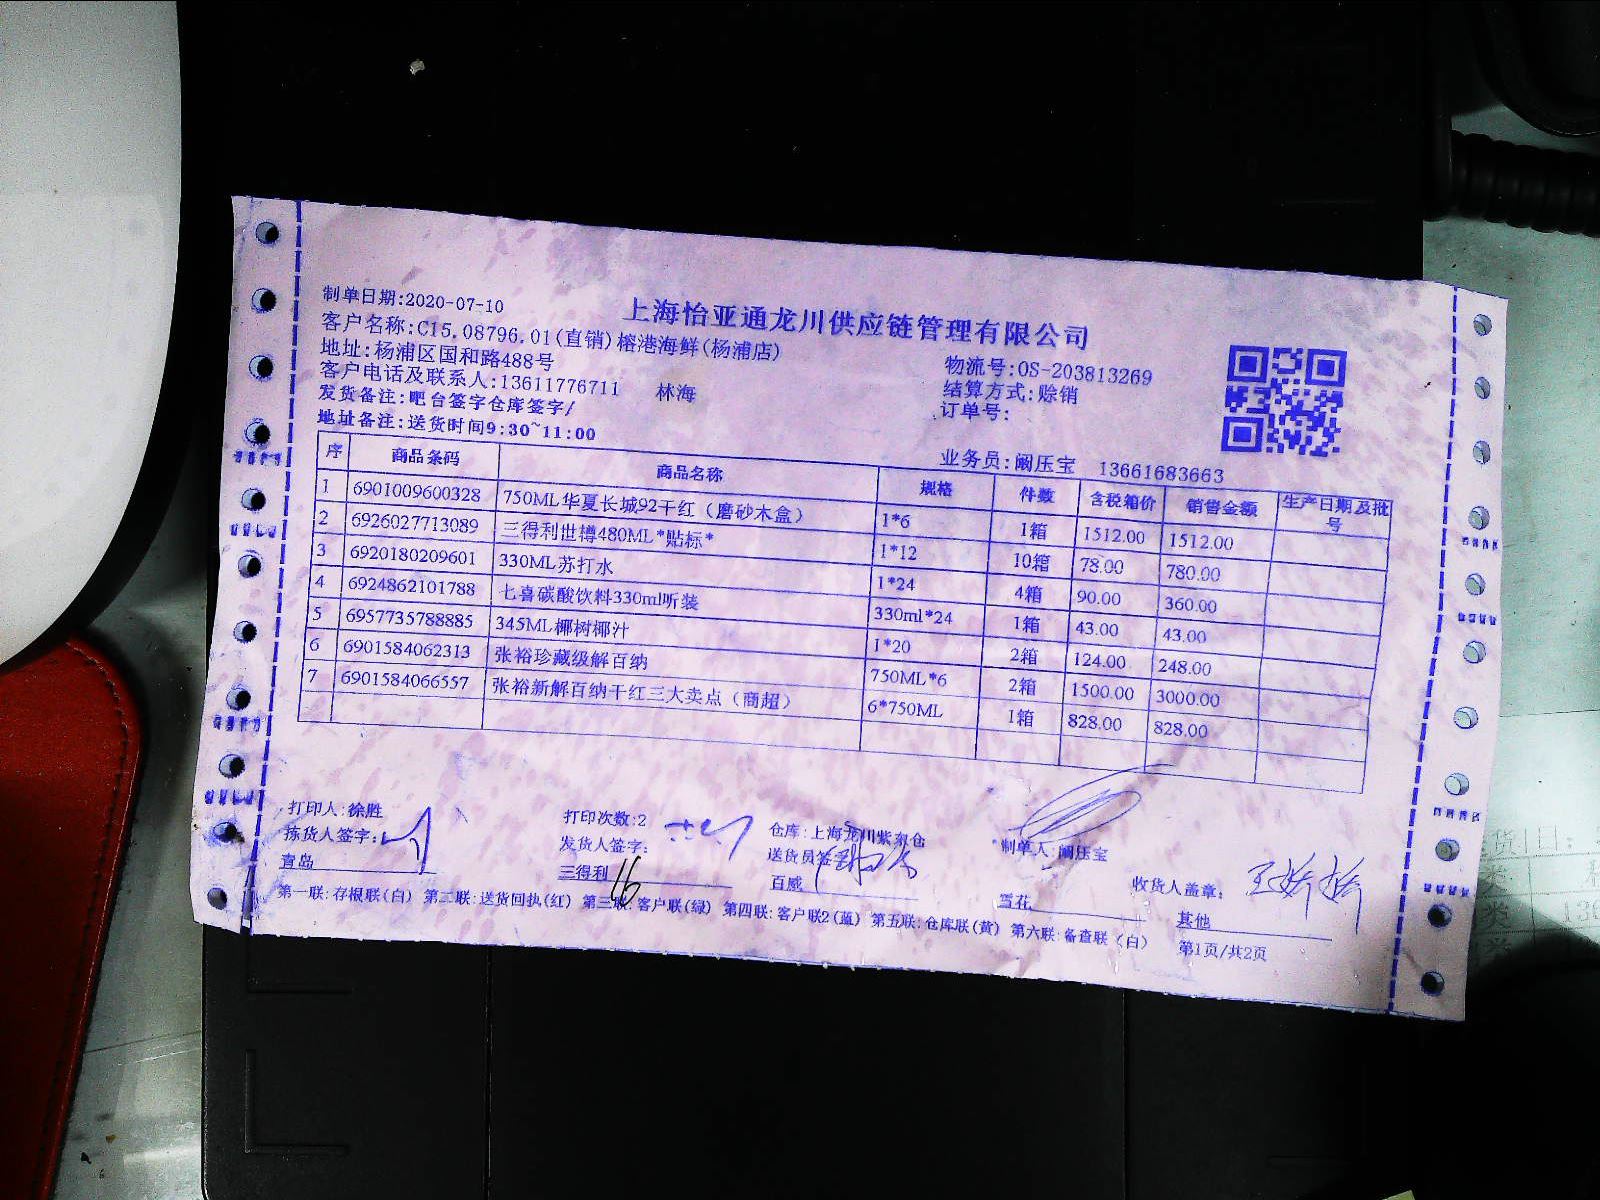 上海怡亚通龙川供应链管理有限公司
制单日期:2020-07-10
客户名称:C15.08796.01(直销)榕港海鲜(杨浦店)
地址:杨浦区国和路488号 物流号:OS-203813269
客户电话及联系人:13611776711 林海 结算方式:赊销
发货备注:吧台签字仓库签字/ 订单号:
地址备注:送货时间9:30~11:00 业务员:阚压宝 13661683663
序 商品条码 商品名称 规格 件数 含税箱价 销售金额 生产日期及批号
1 6901009600328 750ML华夏长城92干红（磨砂木盒） 1*6 1箱 1512.00 1512.00
2 6926027713089 三得利世樽480ML*贴标* 1*12 10箱 78.00 780.00
3 6920180209601 330ML苏打水 1*24 4箱 90.00 360.00
4 6924862101788 七喜碳酸饮料330ml听装 330ml*24 1箱 43.00 43.00
5 6957735788885 345ML椰树椰汁 1*20 2箱 124.00 248.00
6 6901584062313 张裕珍藏级解百纳 750ML*6 2箱 1500.00 3000.00
7 6901584066557 张裕新解百纳干红三大卖点（商超） 6*750ML 1箱 828.00 828.00
打印人:徐胜 打印次数:2 仓库:上海龙川紫东仓 制单人:阚压宝
拣货人签字: 发货人签字: 送货员签字 收货人盖章:
青岛 三得利 16 百威 雪花 其他
第一联:存根联(白) 第二联:送货回执(红) 第三联:客户联(绿) 第四联:客户联2(蓝) 第五联:仓库联(黄) 第六联:备查联(白) 第1页/共2页